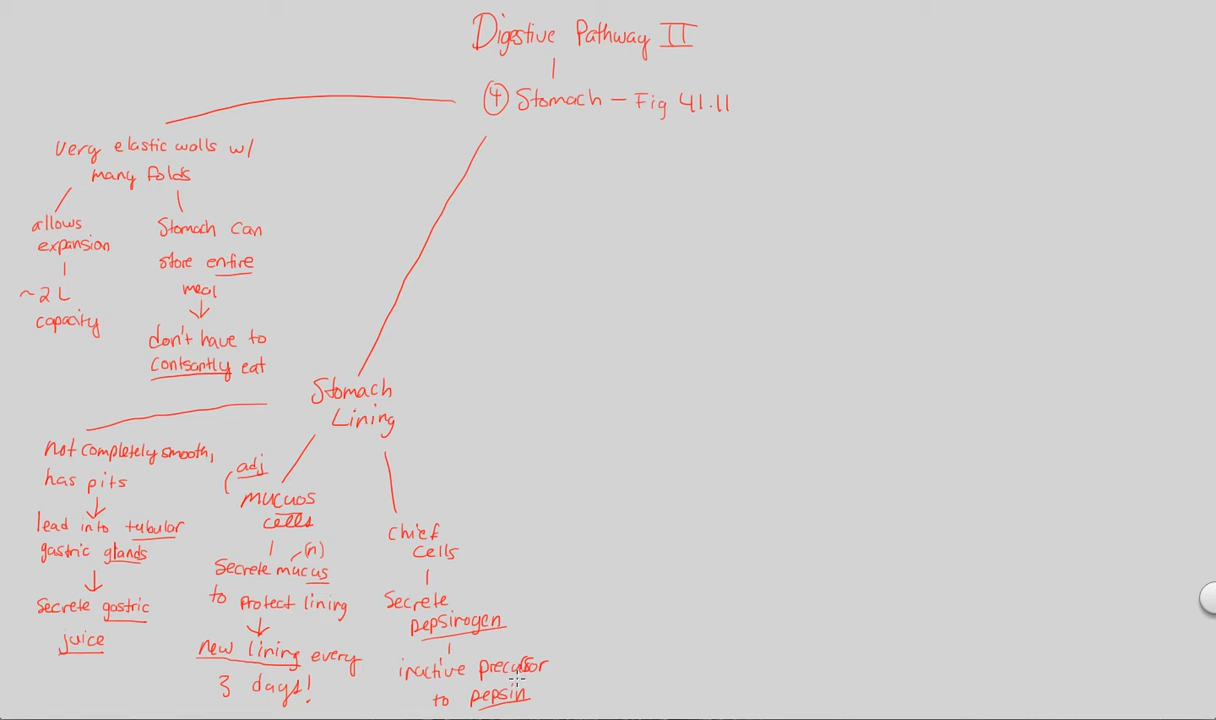 Digestive Pathway II
④ Stomach – Fig 41.11
very elastic walls w/
many folds
allows
expansion
~2 L
capacity
Stomach can
store entire
meal
don't have to
contsantly eat
Stomach
Lining
not completely smooth,
has pits
lead into tubular
gastric glands
Secrete gastric
juice
adj
mucuos
cells
(n)
Secrete mucus
to protect lining
new lining every
3 days!
chief
cells
Secrete
pepsirogen
inactive precursor
to pepsin